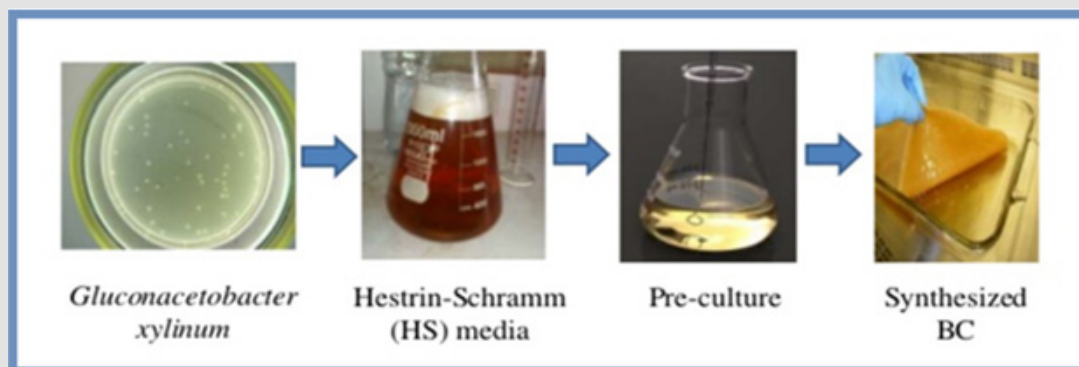 Gluconacetobacter
xylinum
Hestrin-Schramm
(HS) media
Pre-culture
Synthesized
BC